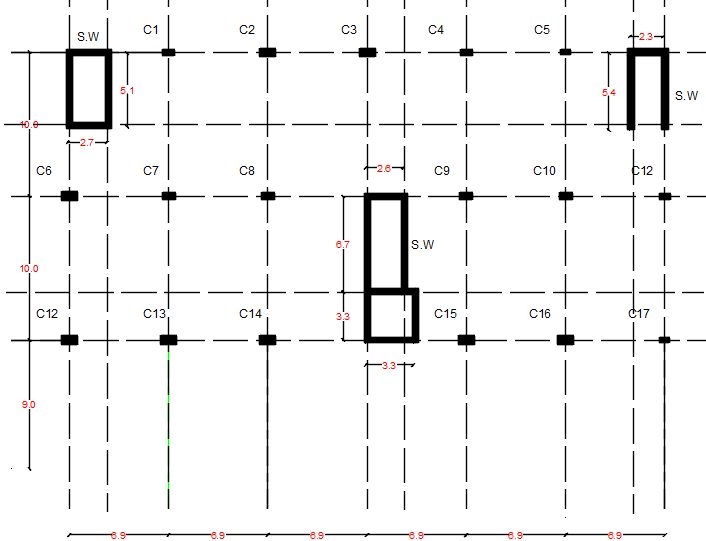 C1 C2 C3 C4 C5
S.W
2.3
5.1 5.4
S.W
10.0
2.7
C6 C7 C8 2.6 C9 C10 C12
6.7 S.W
10.0
C12 C13 C14 3.3 C15 C16 C17
3.3
9.0
6.9 6.9 6.9 6.9 6.9 6.9